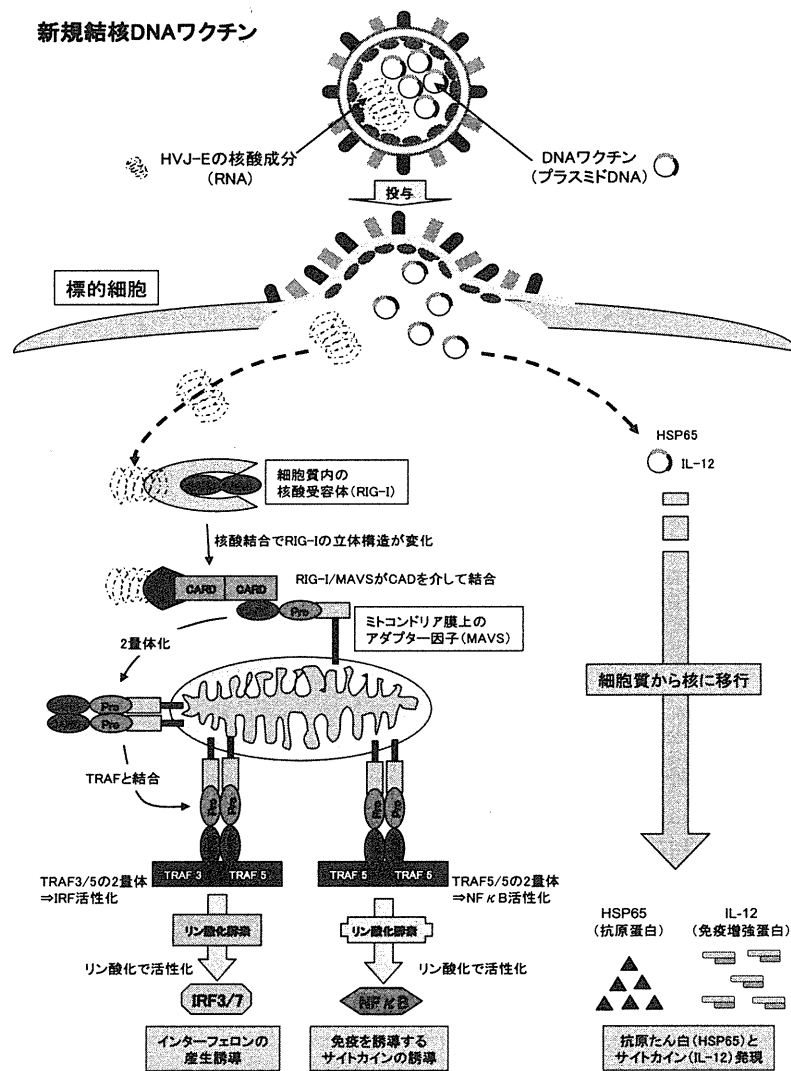 新規結核DNAワクチン
HVJ-Eの核酸成分
(RNA)
DNAワクチン
(プラスミドDNA)
投与
標的細胞
HSP65
IL-12
細胞質内の
核酸受容体(RIG-I)
核酸結合でRIG-Iの立体構造が変化
CARD CARD
RIG-I/MAVSがCADを介して結合
Pro
ミトコンドリア膜上の
アダプター因子(MAVS)
2量体化
細胞質から核に移行
Pro
Pro
TRAFと結合
Pro Pro
Pro Pro
TRAF 3 TRAF 5
TRAF 5 TRAF 5
TRAF3/5の2量体
⇒IRF活性化
TRAF5/5の2量体
⇒NFκB活性化
リン酸化酵素
リン酸化酵素
リン酸化で活性化
リン酸化で活性化
IRF3/7
NFκB
インターフェロンの
産生誘導
免疫を誘導する
サイトカインの誘導
HSP65
(抗原蛋白)
IL-12
(免疫増強蛋白)
抗原たん白(HSP65)と
サイトカイン(IL-12)発現